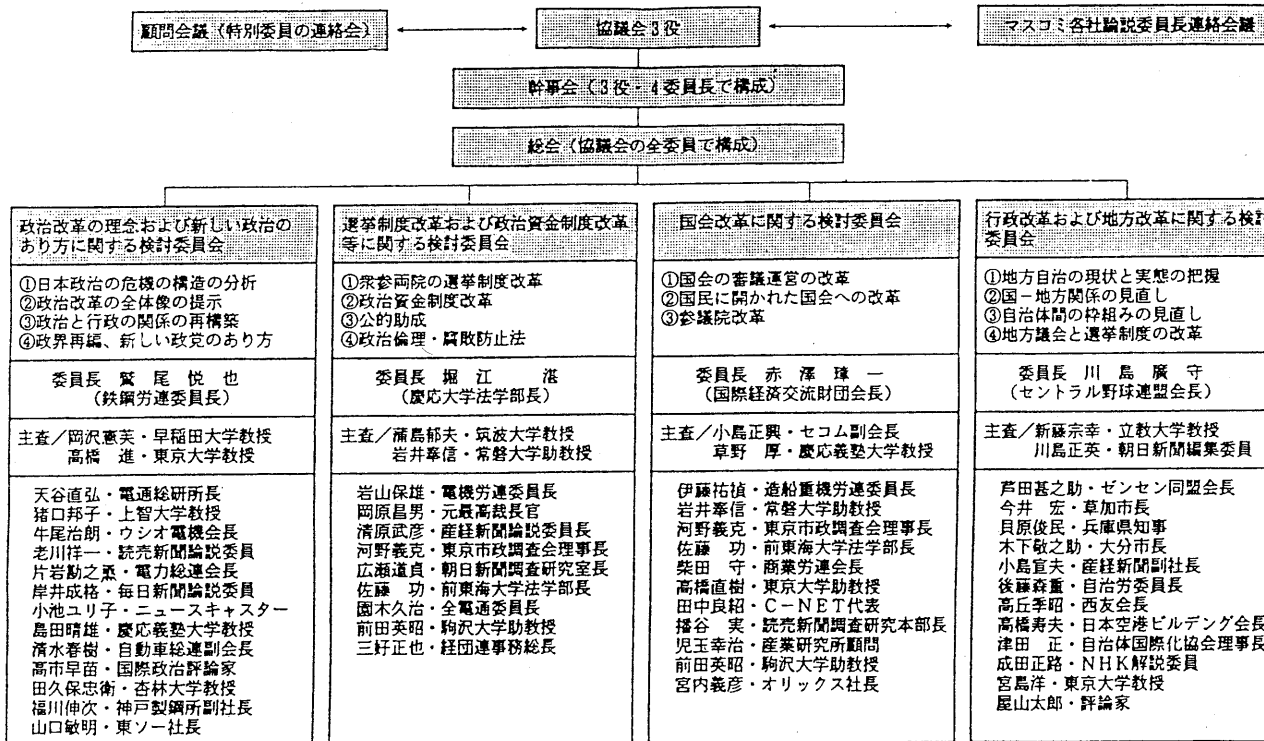 顧問会議(特別委員の連絡会)
協議会3役
マスコミ各社論説委員長連絡会議
幹事会(3役・4委員長で構成)
総会(協議会の全委員で構成)
政治改革の理念および新しい政治の
あり方に関する検討委員会
①日本政治の危機の構造の分析
②政治改革の全体像の提示
③政治と行政の関係の再構築
④政界再編、新しい政党のあり方
委員長 鷲尾悦也
(鉄鋼労連委員長)
主査/岡沢憲芙・早稲田大学教授
高橋 進・東京大学教授
天谷直弘・電通総研所長
猪口邦子・上智大学教授
牛尾治朗・ウシオ電機会長
老川祥一・読売新聞論説委員
片岩勘之烝・電力総連会長
岸井成格・毎日新聞論説委員
小池ユリ子・ニュースキャスター
島田晴雄・慶応義塾大学教授
清水春樹・自動車総連副会長
高市早苗・国際政治評論家
田久保忠衛・杏林大学教授
福川伸次・神戸製鋼所副社長
山口敏明・東ソー社長
選挙制度改革および政治資金制度改革
等に関する検討委員会
①衆参両院の選挙制度改革
②政治資金制度改革
③公的助成
④政治倫理・腐敗防止法
委員長 堀江 湛
(慶応大学法学部長)
主査/蒲島郁夫・筑波大学教授
岩井奉信・常磐大学助教授
岩山保雄・電機労連委員長
岡原昌男・元最高裁長官
清原武彦・産経新聞論説委員長
河野義克・東京市政調査会理事長
広瀬道貞・朝日新聞調査研究室長
佐藤 功・前東海大学法学部長
園木久治・全電通委員長
前田英昭・駒沢大学助教授
三好正也・経団連事務総長
国会改革に関する検討委員会
①国会の審議運営の改革
②国民に開かれた国会への改革
③参議院改革
委員長 赤澤璋一
(国際経済交流財団会長)
主査/小島正興・セコム副会長
草野 厚・慶応義塾大学教授
伊藤祐禎・造船重機労連委員長
岩井奉信・常磐大学助教授
河野義克・東京市政調査会理事長
佐藤 功・前東海大学法学部長
柴田 守・商業労連会長
高橋直樹・東京大学助教授
田中良紹・C-NET代表
播谷 実・読売新聞調査研究本部長
児玉幸治・産業研究所顧問
前田英昭・駒沢大学助教授
宮内義彦・オリックス社長
行政改革および地方改革に関する検討
委員会
①地方自治の現状と実態の把握
②国-地方関係の見直し
③自治体間の枠組みの見直し
④地方議会と選挙制度の改革
委員長 川島廣守
(セントラル野球連盟会長)
主査/新藤宗幸・立教大学教授
川島正英・朝日新聞編集委員
芦田甚之助・ゼンセン同盟会長
今井 宏・草加市長
貝原俊民・兵庫県知事
木下敬之助・大分市長
小島宣夫・産経新聞副社長
後藤森重・自治労委員長
高丘季昭・西友会長
高橋寿夫・日本空港ビルデング会長
津田 正・自治体国際化協会理事長
成田正路・NHK解説委員
宮島洋・東京大学教授
屋山太郎・評論家